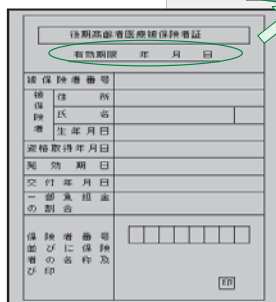 後期高齢者医療被保険者証
有効期限 年 月 日
被保険者番号
被保険者
住所
氏名
生年月日
資格取得年月日
発効期日
交付年月日
一部負担金
の割合
保険者番号
並びに保険
者の名称及
び印
印